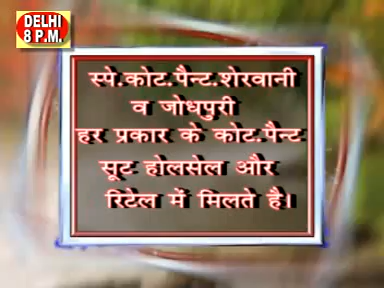 DELHI
8 P.M.
स्पे.कोट.पैन्ट.शेरवानी
व जोधपुरी
हर प्रकार के कोट.पैन्ट
सूट होलसेल और
रिटेल में मिलते है।